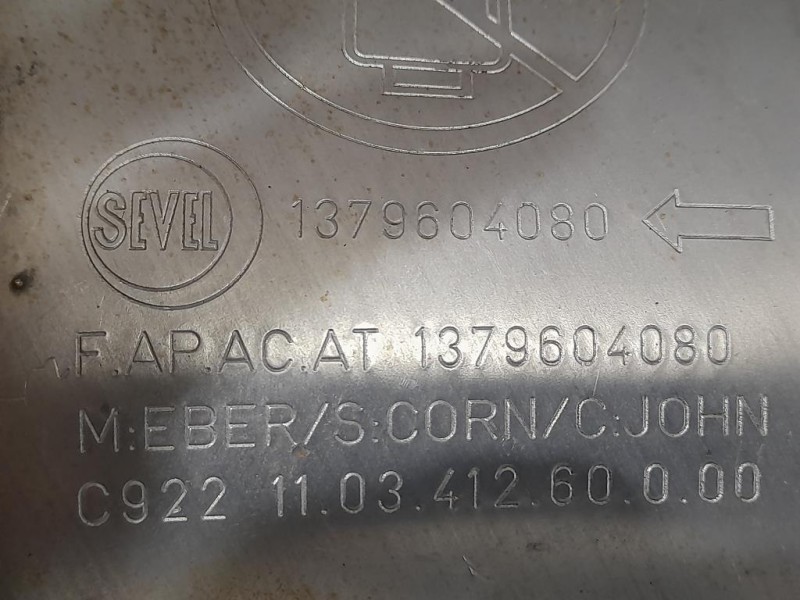 SEVEL 1379604080
F.AP.AC.AT 1379604080
M:EBER/S:CORN/C:JOHN
C922 11.03.412.60.0.00